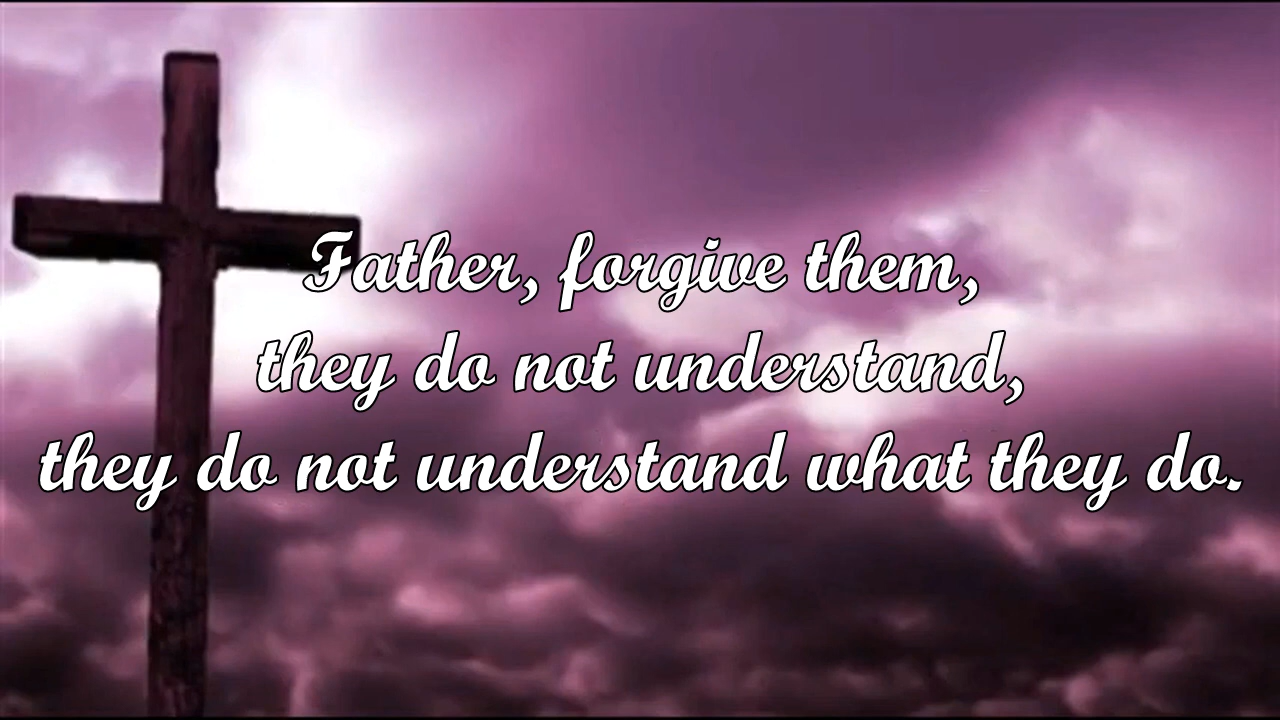 Father, forgive them,
they do not understand,
they do not understand what they do.